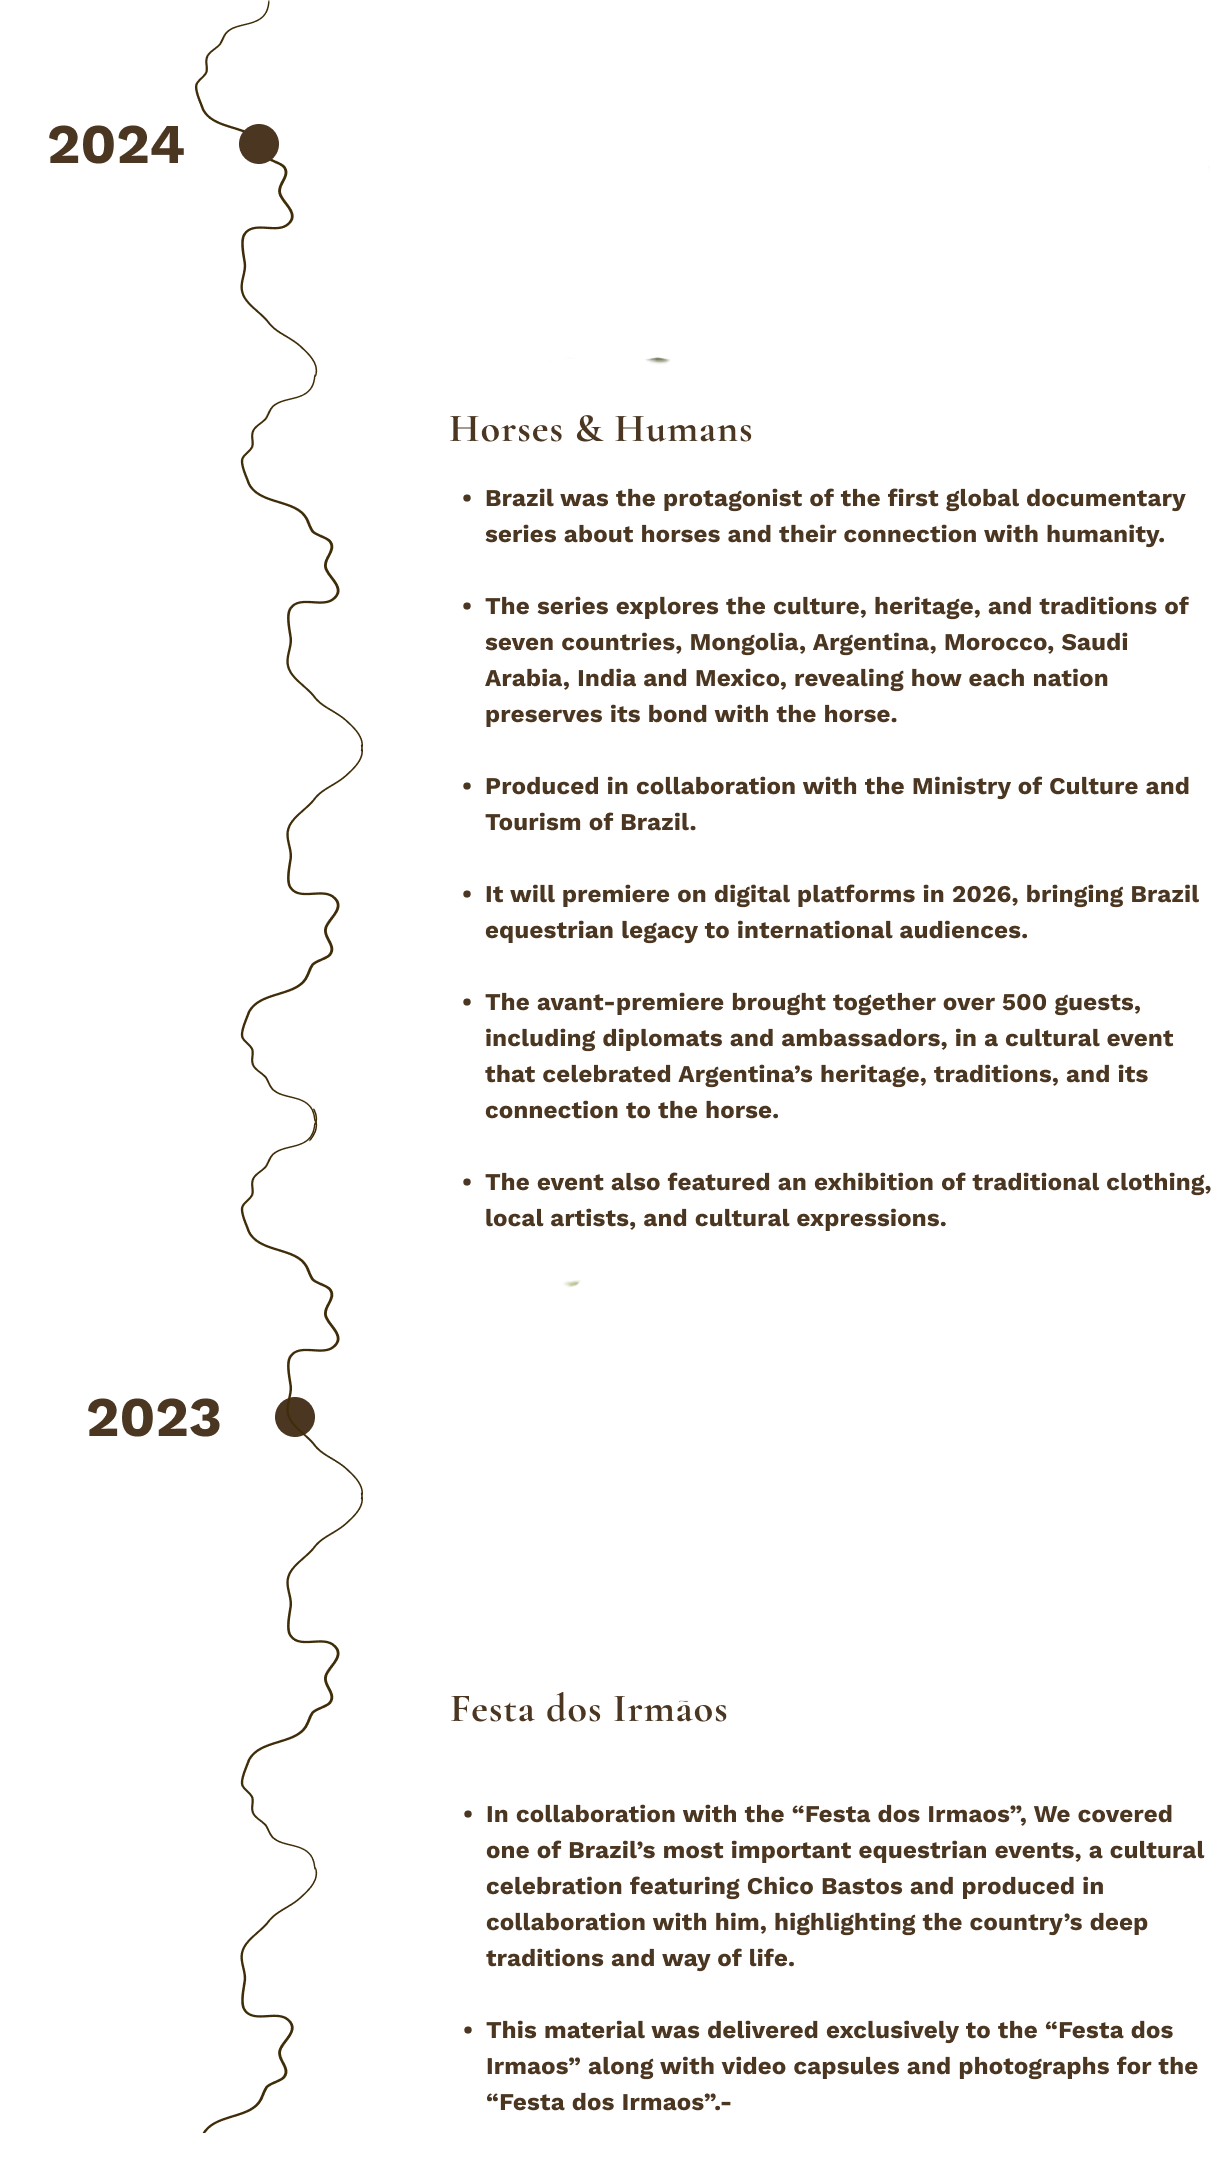 2024
Horses & Humans
• Brazil was the protagonist of the first global documentary
series about horses and their connection with humanity.
• The series explores the culture, heritage, and traditions of
seven countries, Mongolia, Argentina, Morocco, Saudi
Arabia, India and Mexico, revealing how each nation
preserves its bond with the horse.
• Produced in collaboration with the Ministry of Culture and
Tourism of Brazil.
• It will premiere on digital platforms in 2026, bringing Brazil
equestrian legacy to international audiences.
• The avant-premiere brought together over 500 guests,
including diplomats and ambassadors, in a cultural event
that celebrated Argentina’s heritage, traditions, and its
connection to the horse.
• The event also featured an exhibition of traditional clothing,
local artists, and cultural expressions.
2023
Festa dos Irmãos
• In collaboration with the “Festa dos Irmaos”, We covered
one of Brazil’s most important equestrian events, a cultural
celebration featuring Chico Bastos and produced in
collaboration with him, highlighting the country’s deep
traditions and way of life.
• This material was delivered exclusively to the “Festa dos
Irmaos” along with video capsules and photographs for the
“Festa dos Irmaos”.-